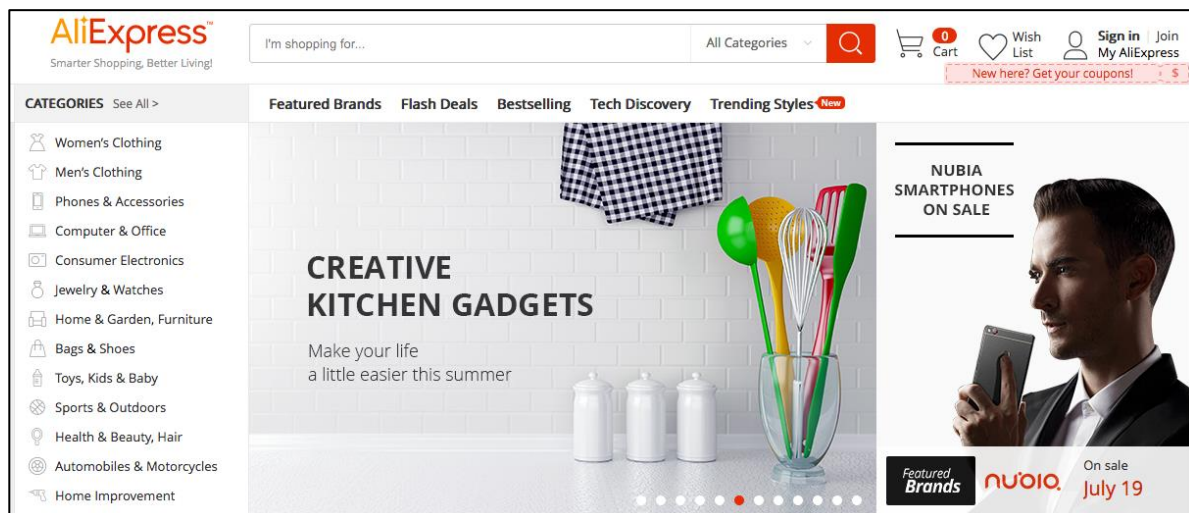 AliExpress™
Smarter Shopping, Better Living!
I'm shopping for...
All Categories
0
Cart
Wish
List
Sign in | Join
My AliExpress
New here? Get your coupons!
$
CATEGORIES See All >
Featured Brands Flash Deals Bestselling Tech Discovery Trending Styles New
Women's Clothing
Men's Clothing
Phones & Accessories
Computer & Office
Consumer Electronics
Jewelry & Watches
Home & Garden, Furniture
Bags & Shoes
Toys, Kids & Baby
Sports & Outdoors
Health & Beauty, Hair
Automobiles & Motorcycles
Home Improvement
CREATIVE
KITCHEN GADGETS
Make your life
a little easier this summer
NUBIA
SMARTPHONES
ON SALE
Featured
Brands
nubia
On sale
July 19